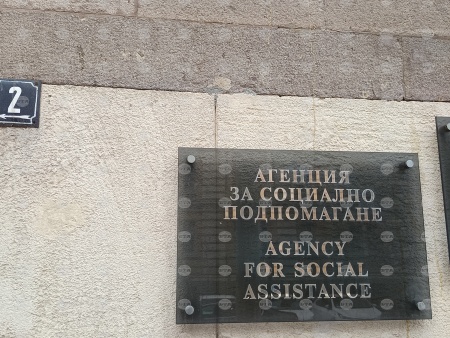 2
АГЕНЦИЯ
ЗА СОЦИАЛНО
ПОДПОМАГАНЕ
AGENCY
FOR SOCIAL
ASSISTANCE